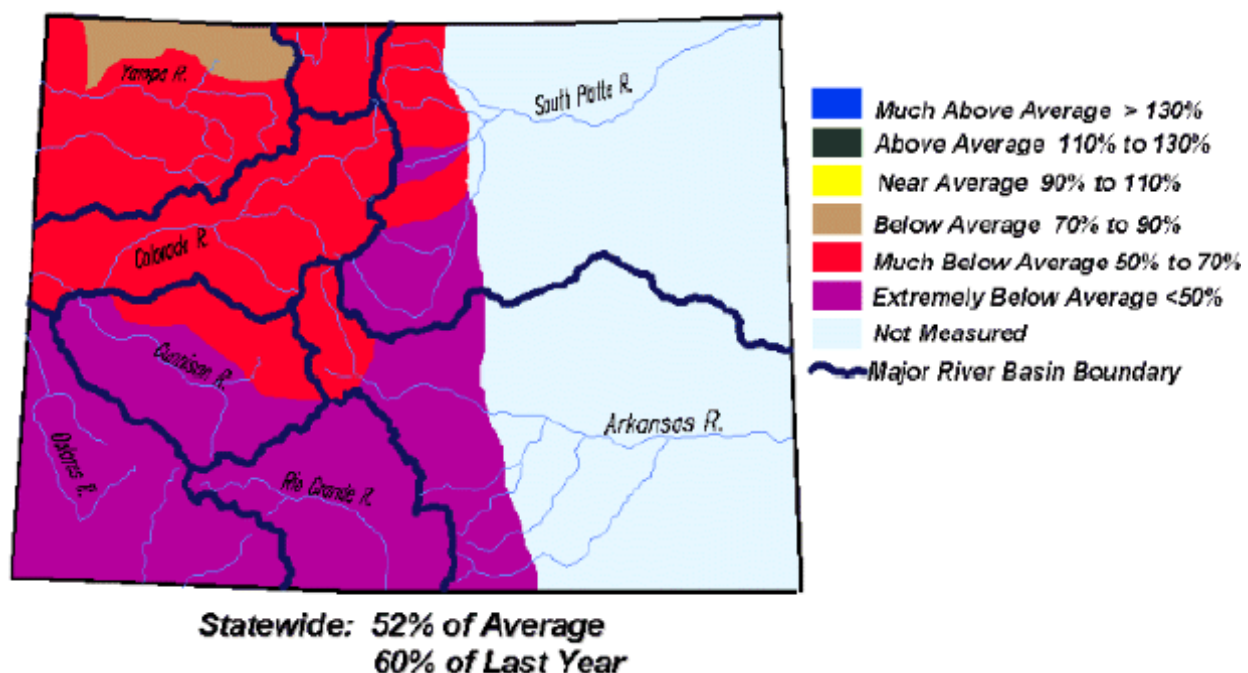 Yampa R.
South Platte R.
Colorado R.
Gunnison R.
Dolores R.
Rio Grande R.
Arkansas R.
Much Above Average > 130%
Above Average 110% to 130%
Near Average 90% to 110%
Below Average 70% to 90%
Much Below Average 50% to 70%
Extremely Below Average <50%
Not Measured
Major River Basin Boundary
Statewide: 52% of Average
60% of Last Year